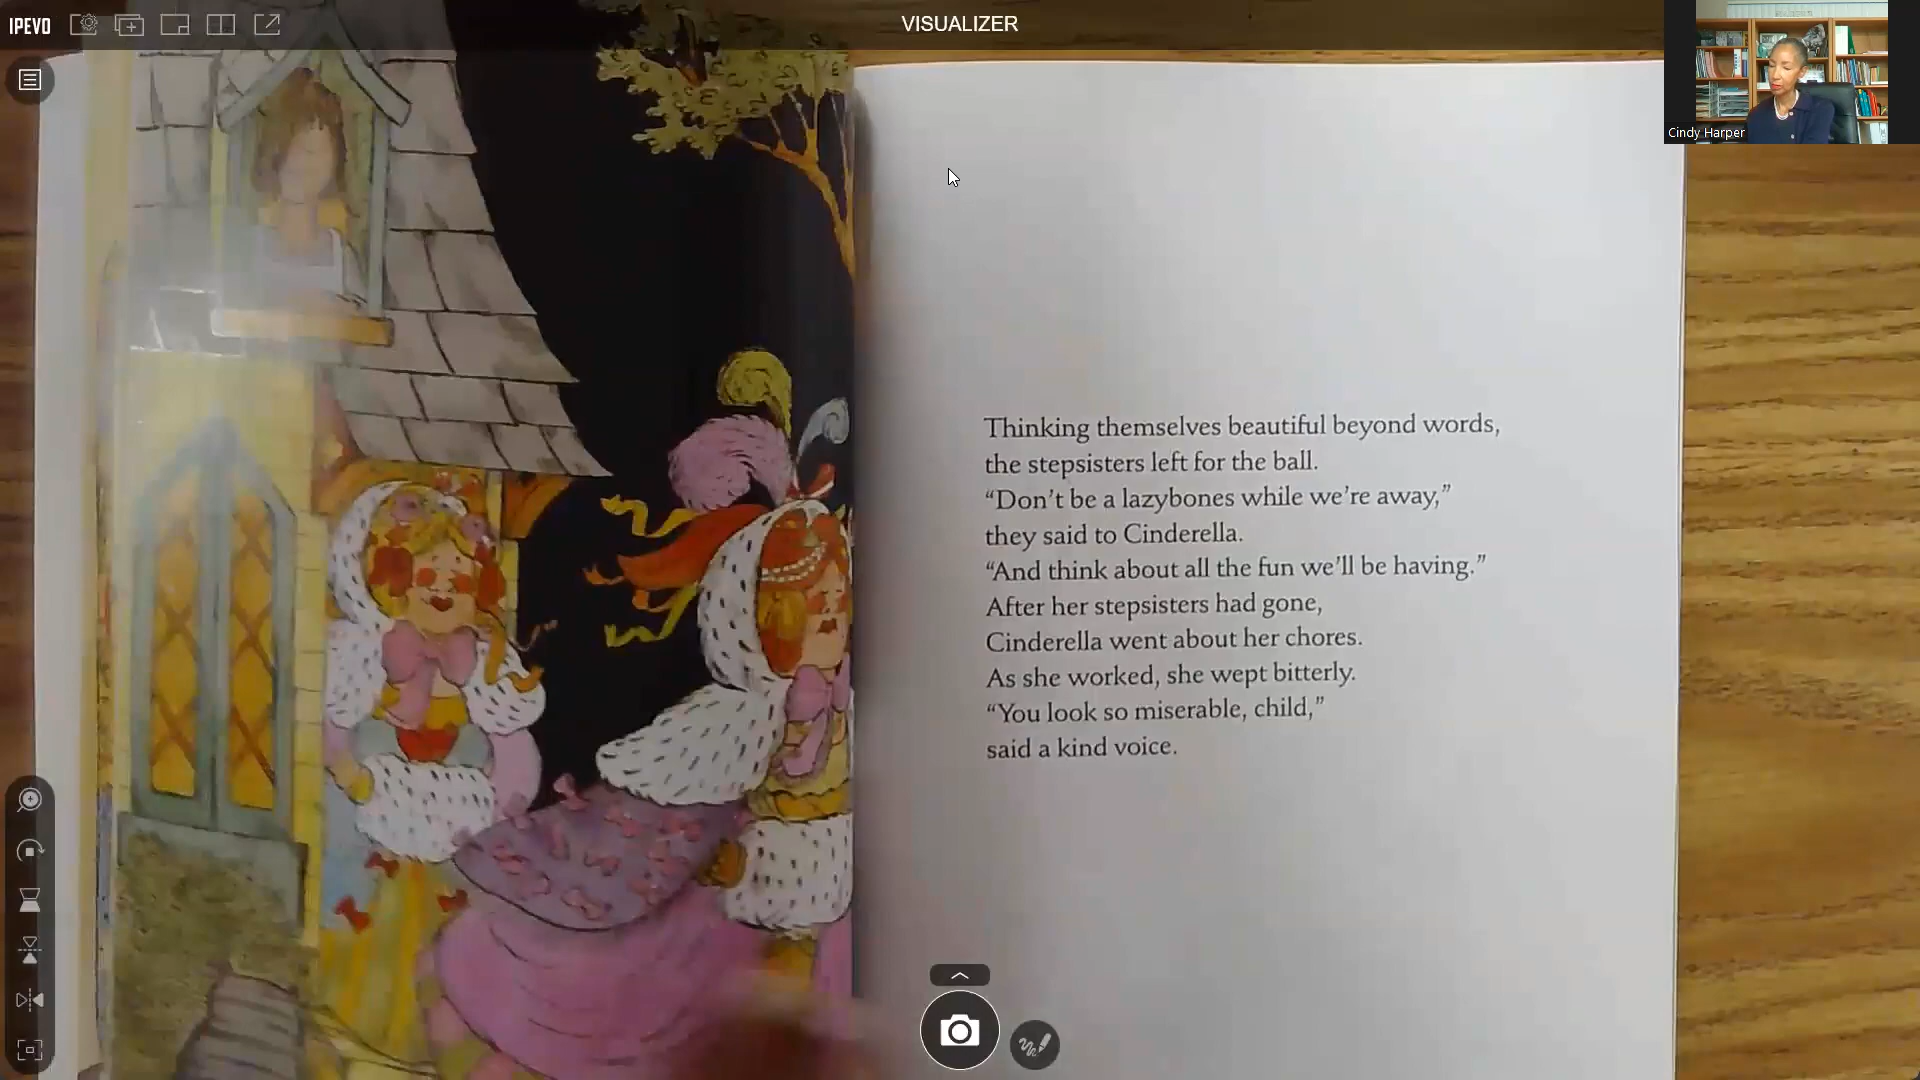 IPEVO
VISUALIZER
Cindy Harper
Thinking themselves beautiful beyond words,
the stepsisters left for the ball.
“Don’t be a lazybones while we’re away,”
they said to Cinderella.
“And think about all the fun we’ll be having.”
After her stepsisters had gone,
Cinderella went about her chores.
As she worked, she wept bitterly.
“You look so miserable, child,”
said a kind voice.